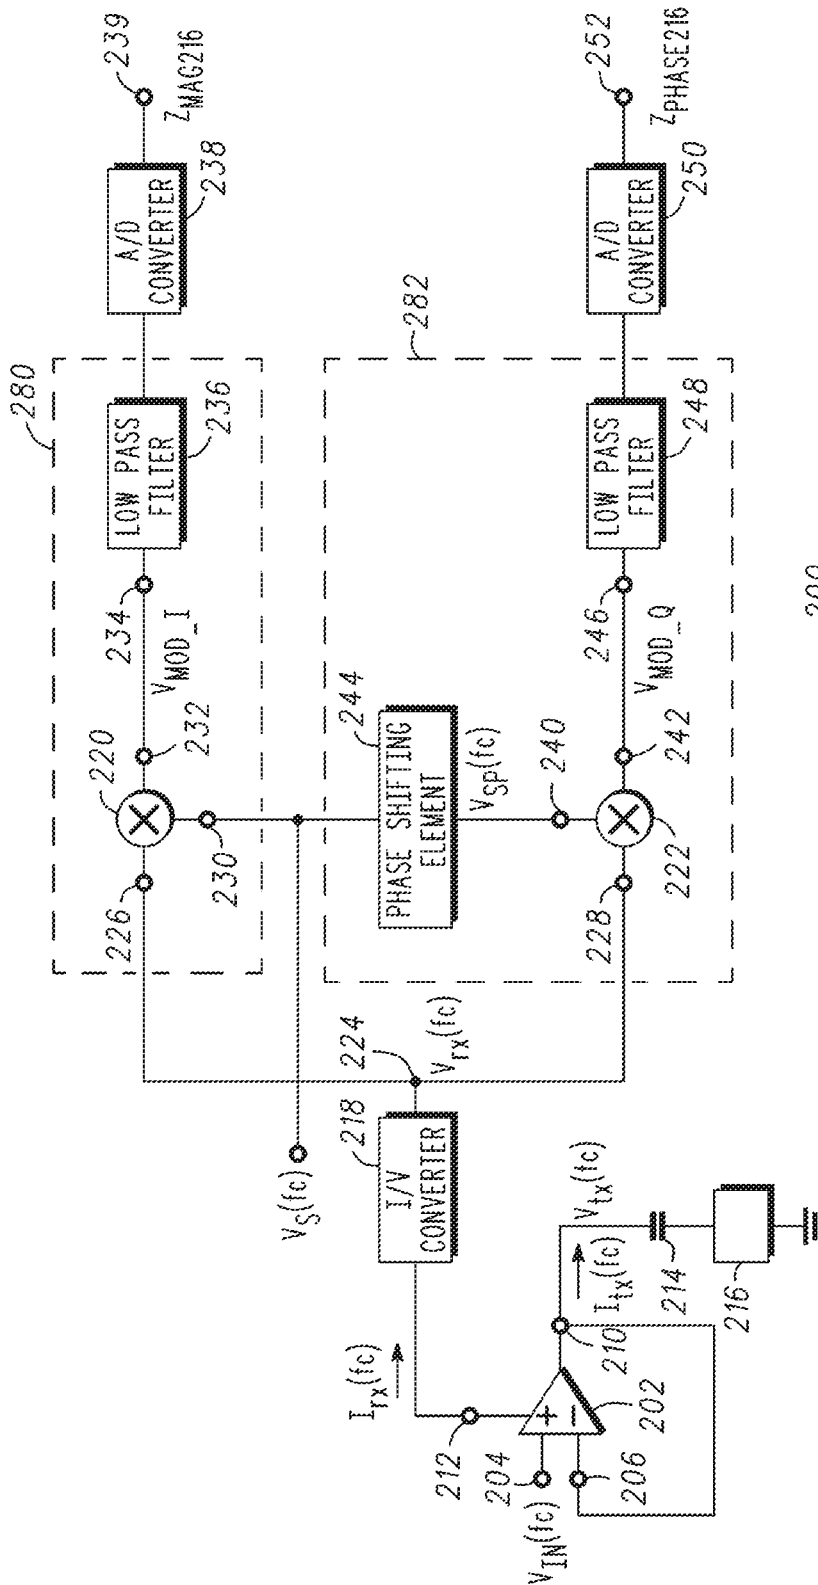 280
220
226
232
230
234
V_MOD_I
LOW PASS
FILTER
236
A/D
CONVERTER
238
239
Z_MAG216
282
V_S(fc)
I/V
CONVERTER
218
224
V_rx(fc)
PHASE SHIFTING
ELEMENT
244
V_SP(fc)
240
228
222
242
246
V_MOD_Q
LOW PASS
FILTER
248
A/D
CONVERTER
250
252
Z_PHASE216
I_rx(fc)
212
V_IN(fc)
204
206
+
−
202
210
I_tx(fc)
V_tx(fc)
214
216